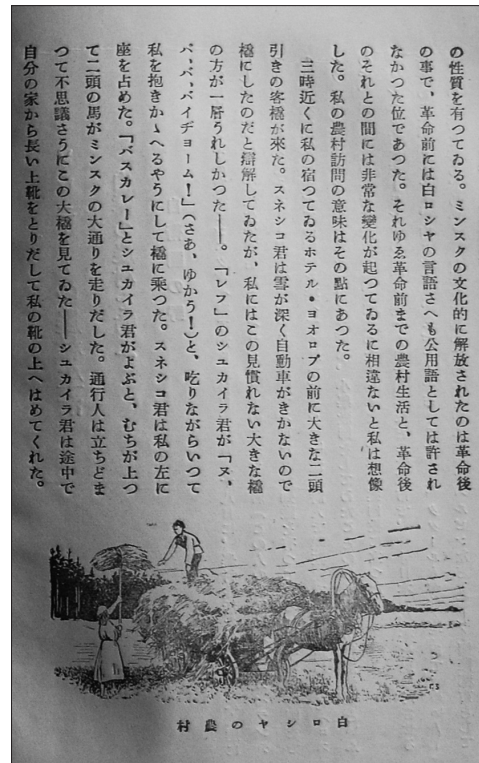 の性質を有つてゐる。ミンスクの文化的に解放されたのは革命後
の事で、革命前には白ロシヤの言語さへも公用語としては許され
なかつた位であつた。それゆゑ革命前までの農村生活と、革命後
のそれとの間には非常な變化が起つてゐるに相違ないと私は想像
した。私の農村訪問の意味はその點にあつた。
三時近くに私の宿つてゐるホテル・ヨオロブの前に大きな二頭
引きの客橇が來た。スネシコ君は雪が深く自動車がきかないので
橇にしたのだと辯解してゐたが、私にはこの見慣れない大きな橇
の方が一層うれしかつた――。「レフ」のシユカイラ君が「ヌ、
バ、バ、バイヂョーム!」(さあ、ゆかう!)と、吃りながらいつて
私を抱きかゝへるやうにして橇に乘つた。スネシコ君は私の左に
座を占めた。「バスカレー」とシユカイラ君がよぶと、むちが上つ
て二頭の馬がミンスクの大通りを走りだした。通行人は立ちどま
つて不思議さうにこの大橇を見てゐた――シユカイラ君は途中で
自分の家から長い上靴をとりだして私の靴の上へはめてくれた。
白ロシヤの農村